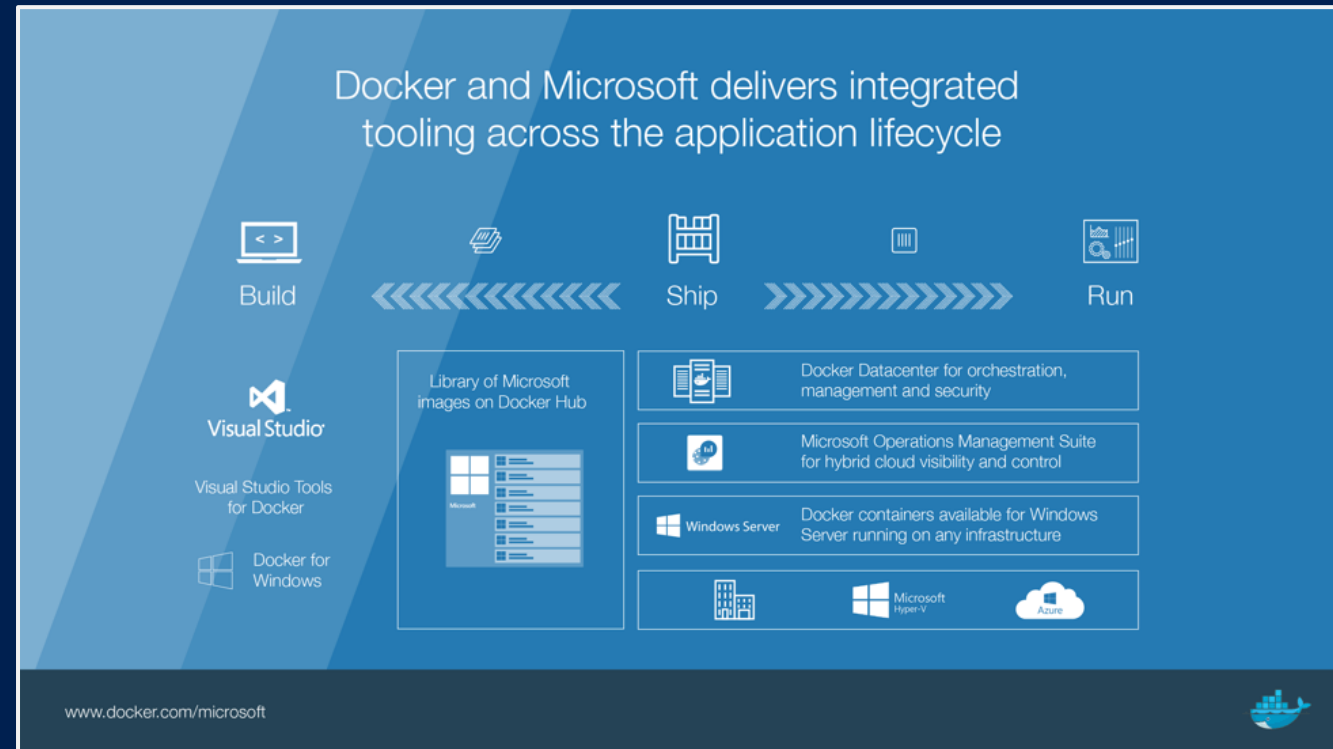 Docker and Microsoft delivers integrated
tooling across the application lifecycle
< >
Build
Ship
Run
Visual Studio
Visual Studio Tools
for Docker
Docker for
Windows
Library of Microsoft
images on Docker Hub
Microsoft
Docker Datacenter for orchestration,
management and security
Microsoft Operations Management Suite
for hybrid cloud visibility and control
Windows Server
Docker containers available for Windows
Server running on any infrastructure
Microsoft
Hyper-V
Azure
www.docker.com/microsoft